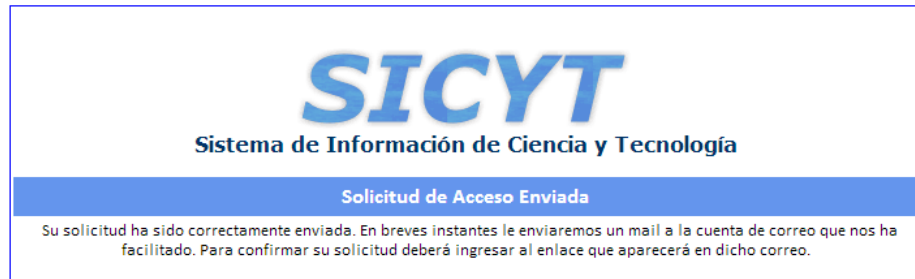 SICYT
Sistema de Información de Ciencia y Tecnología
Solicitud de Acceso Enviada
Su solicitud ha sido correctamente enviada. En breves instantes le enviaremos un mail a la cuenta de correo que nos ha
facilitado. Para confirmar su solicitud deberá ingresar al enlace que aparecerá en dicho correo.